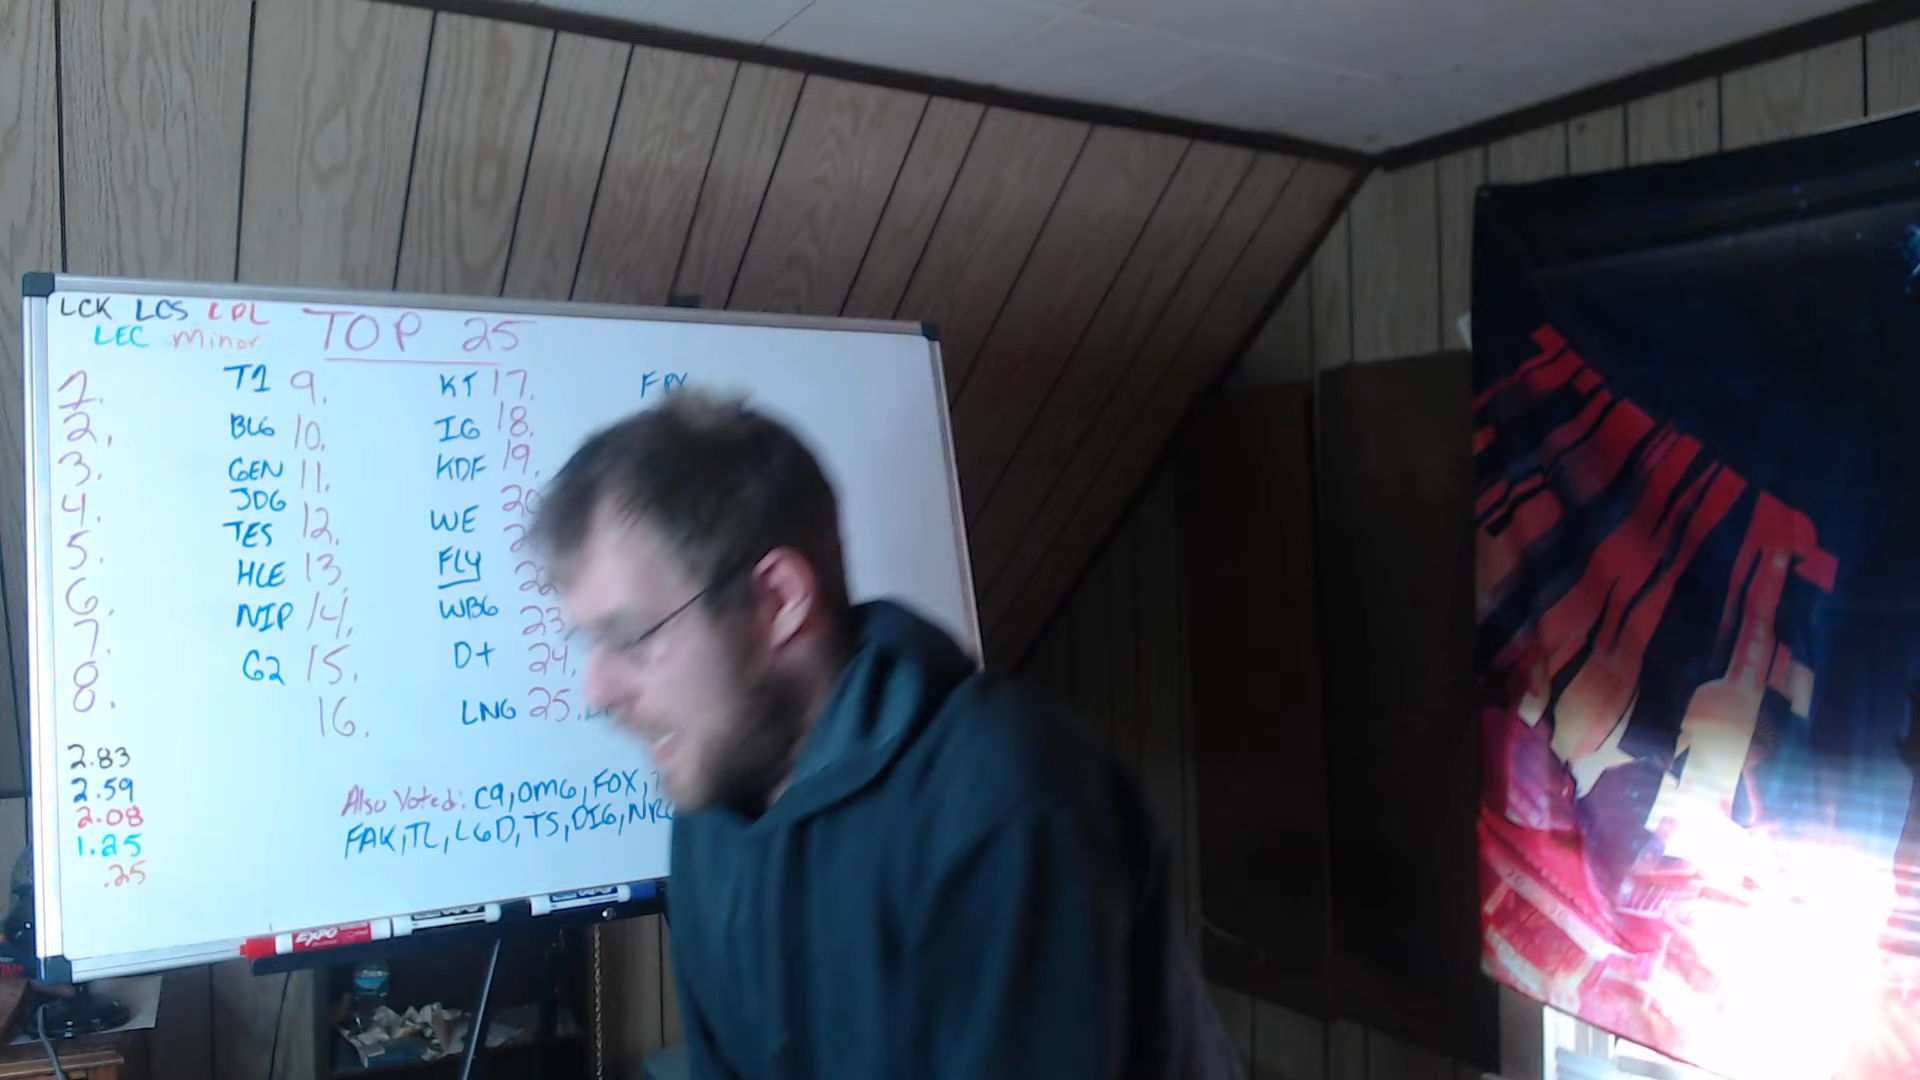 LCK LCS LPL
LEC Minor
TOP 25
1. T1
2. BLG
3. GEN
4. JDG
5. TES
6. HLE
7. NIP
8. G2
9. KT
10. IG
11. KDF
12. WE
13. FLY
14. WBG
15. D+
16. LNG
17.
18.
19.
20
23.
24.
25.
2.83
2.59
2.08
1.25
.25
Also Voted: C9, OMG, FOX,
FAK, TL, LGD, TS, DIG, NRG
EXPO